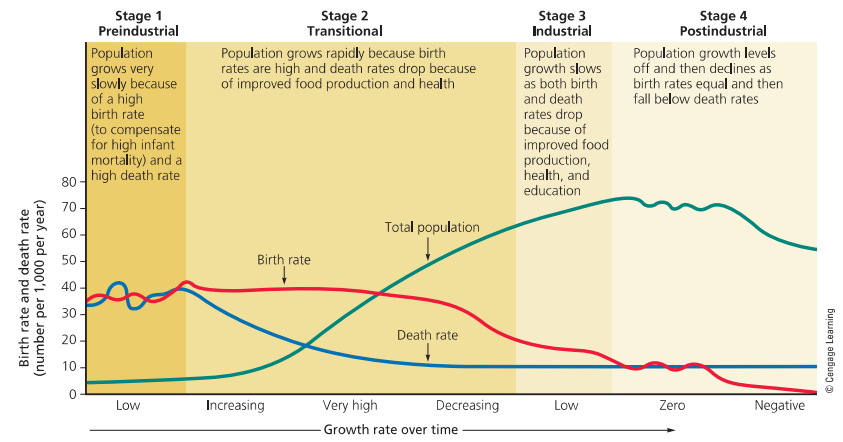 Stage 1
Preindustrial
Stage 2
Transitional
Stage 3
Industrial
Stage 4
Postindustrial
Population
grows very
slowly because
of a high
birth rate
(to compensate
for high infant
mortality) and a
high death rate
Population grows rapidly because birth
rates are high and death rates drop because
of improved food production and health
Population
growth slows
as both birth
and death
rates drop
because of
improved food
production,
health, and
education
Population growth levels
off and then declines as
birth rates equal and then
fall below death rates
Birth rate and death rate
(number per 1,000 per year)
80
70
60
50
40
30
20
10
0
Total population
Birth rate
Death rate
Low
Increasing
Very high
Decreasing
Low
Zero
Negative
Growth rate over time
© Cengage Learning